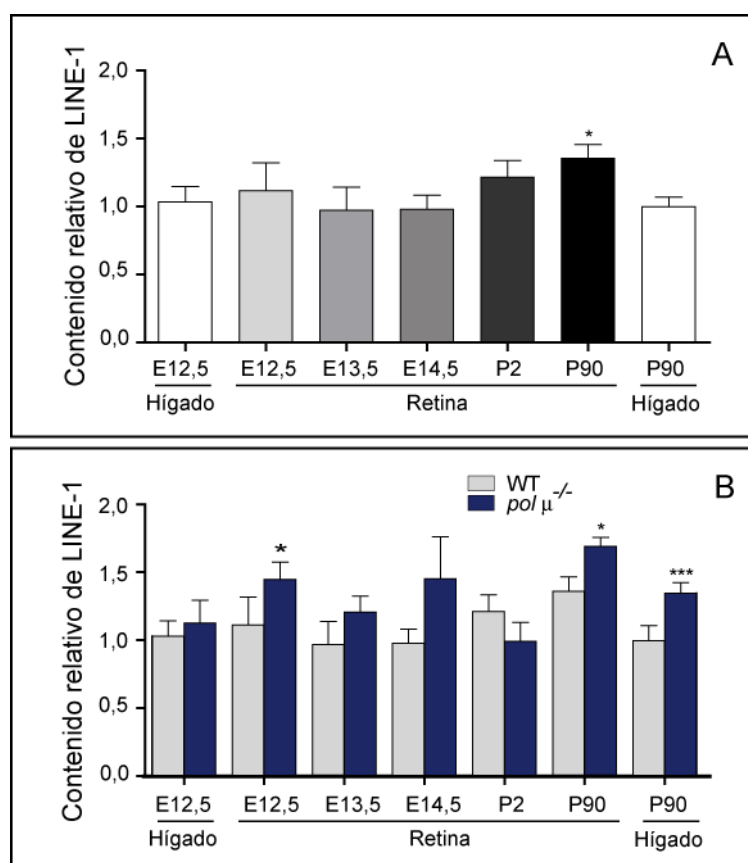 A
Contenido relativo de LINE-1
2,0
1,5
1,0
0,5
0,0
*
E12,5 E12,5 E13,5 E14,5 P2 P90 P90
Hígado Retina Hígado
B
WT
pol μ-/-
Contenido relativo de LINE-1
2,0
1,5
1,0
0,5
0,0
* * ***
E12,5 E12,5 E13,5 E14,5 P2 P90 P90
Hígado Retina Hígado